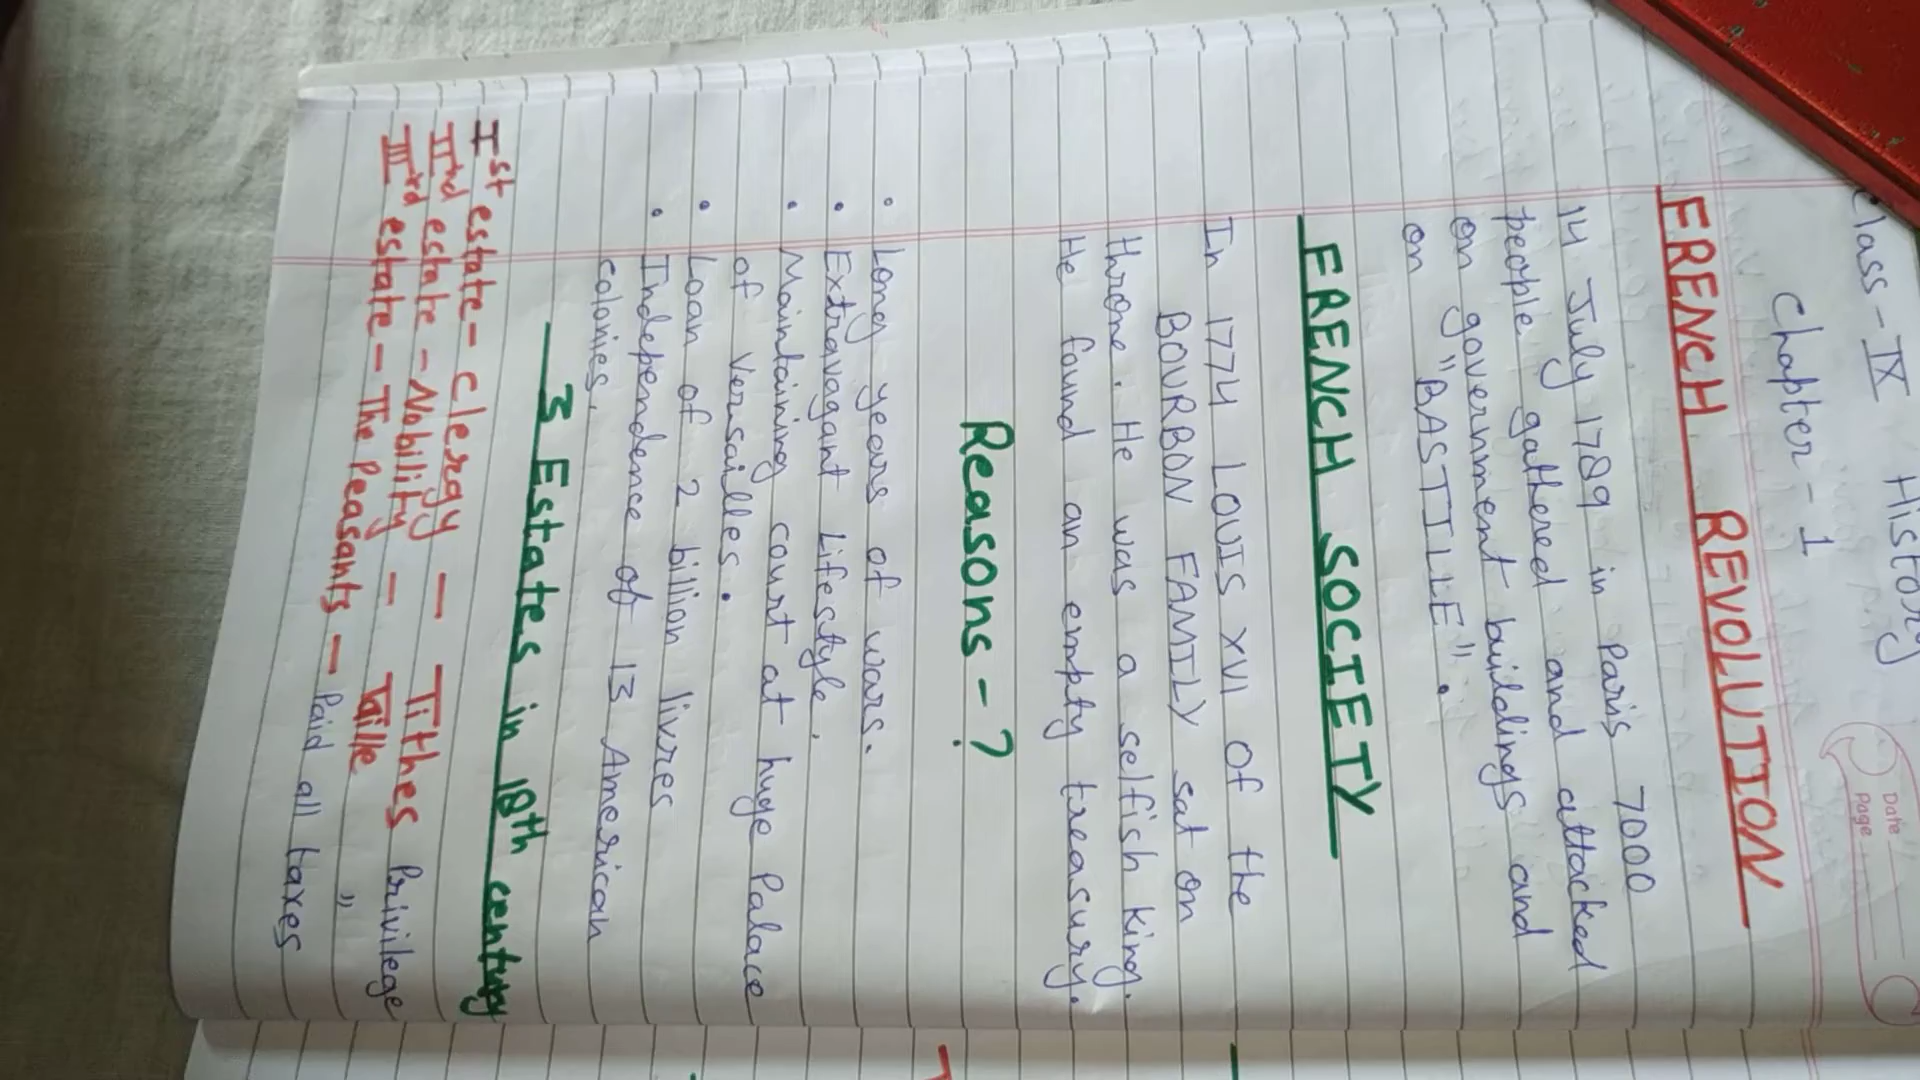 Class - IX History
Chapter - 1
Date
Page
FRENCH REVOLUTION
14 July 1789 in Paris 7000
people gathered and attacked
on government buildings and
on "BASTILLE".
FRENCH SOCIETY
In 1774 LOUIS XVI of the
BOURBON FAMILY sat on
throne. He was a selfish king.
He found an empty treasury.
Reasons - ?
• Long years of wars.
• Extravagant Lifestyle.
• Maintaining court at huge Palace
of Versailles.
• Loan of 2 billion livres
• Independence of 13 American
colonies.
3 Estates in 18th century
Ist estate - Clergy - Tithes Privilege
IInd estate - Nobility - Taille "
IIIrd estate - The Peasants - Paid all taxes